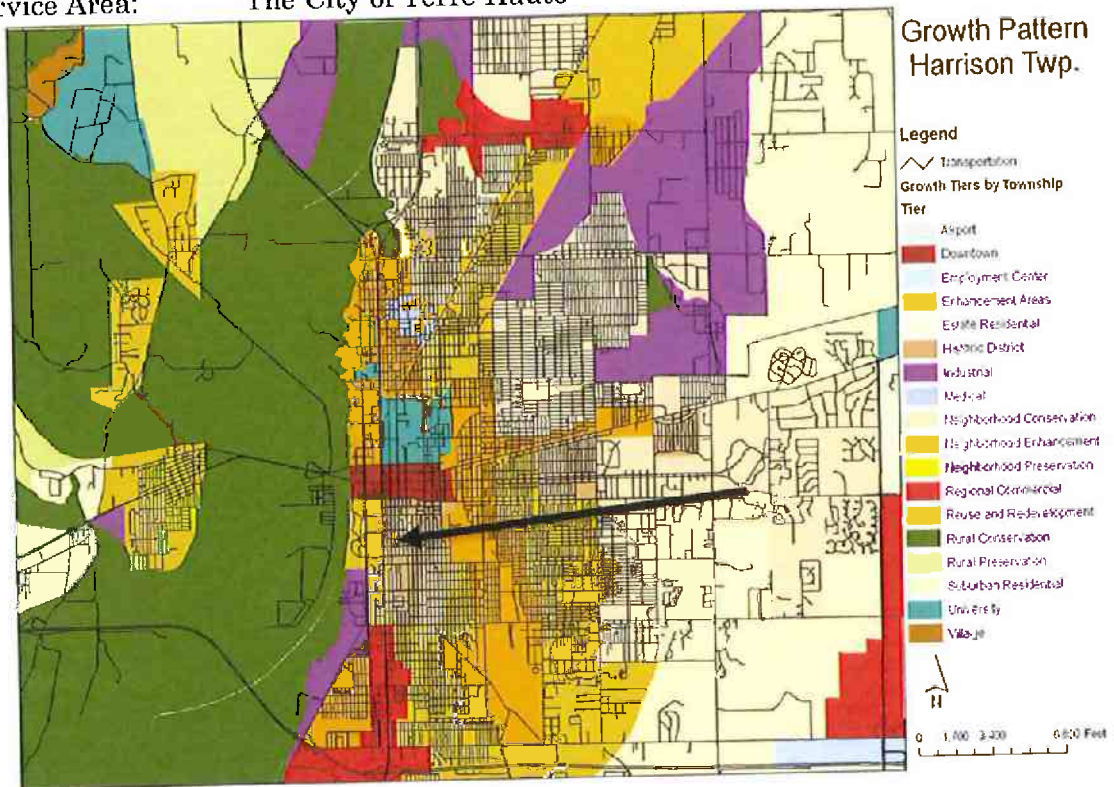 rvice Area: The City of Terre Haute
Growth Pattern
Harrison Twp.
Legend
Transportation
Growth Tiers by Township
Tier
Airport
Downtown
Employment Center
Enhancement Areas
Estate Residential
Historic District
Industrial
Medical
Neighborhood Conservation
Neighborhood Enhancement
Neighborhood Preservation
Regional Commercial
Reuse and Redevelopment
Rural Conservation
Rural Preservation
Suburban Residential
University
Village
N
0 1,700 3,400 6,800 Feet